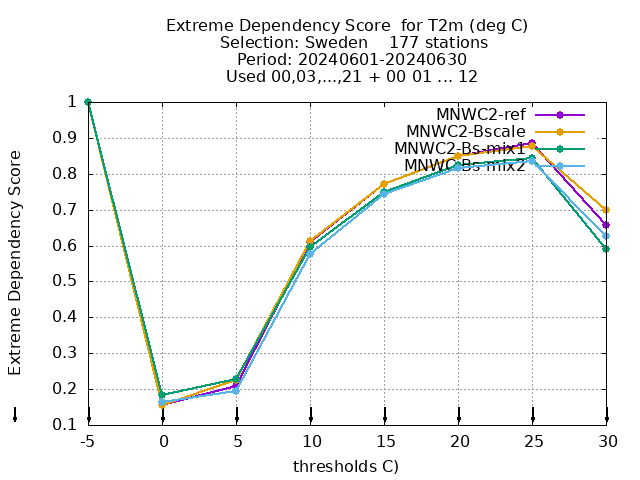 Extreme Dependency Score for T2m (deg C)
Selection: Sweden 177 stations
Period: 20240601-20240630
Used 00,03,...,21 + 00 01 ... 12
MNWC2-ref
MNWC2-Bscale
MNWC2-Bs-mix1
MNWC-Bs-mix2
Extreme Dependency Score
1
0.9
0.8
0.7
0.6
0.5
0.4
0.3
0.2
0.1
-5 0 5 10 15 20 25 30
thresholds C)